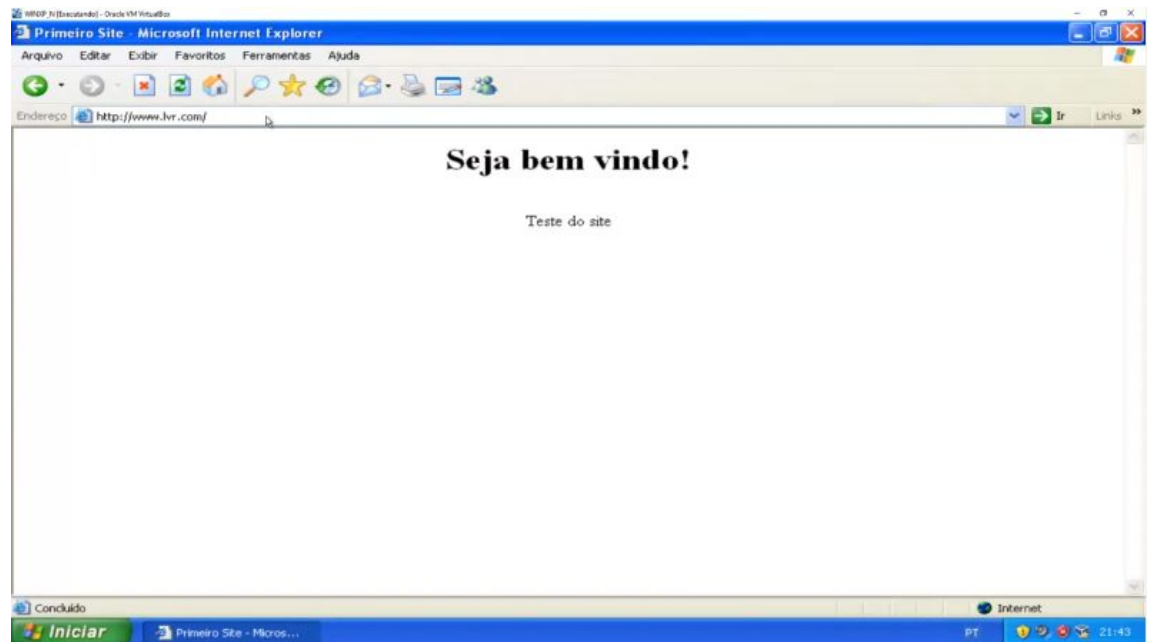 WINXP_N [Executando] - Oracle VM VirtualBox
Primeiro Site - Microsoft Internet Explorer
Arquivo Editar Exibir Favoritos Ferramentas Ajuda
Endereço http://www.lvr.com/ Ir Links »
Seja bem vindo!
Teste do site
Concluído Internet
Iniciar Primeiro Site - Micros... PT 21:43